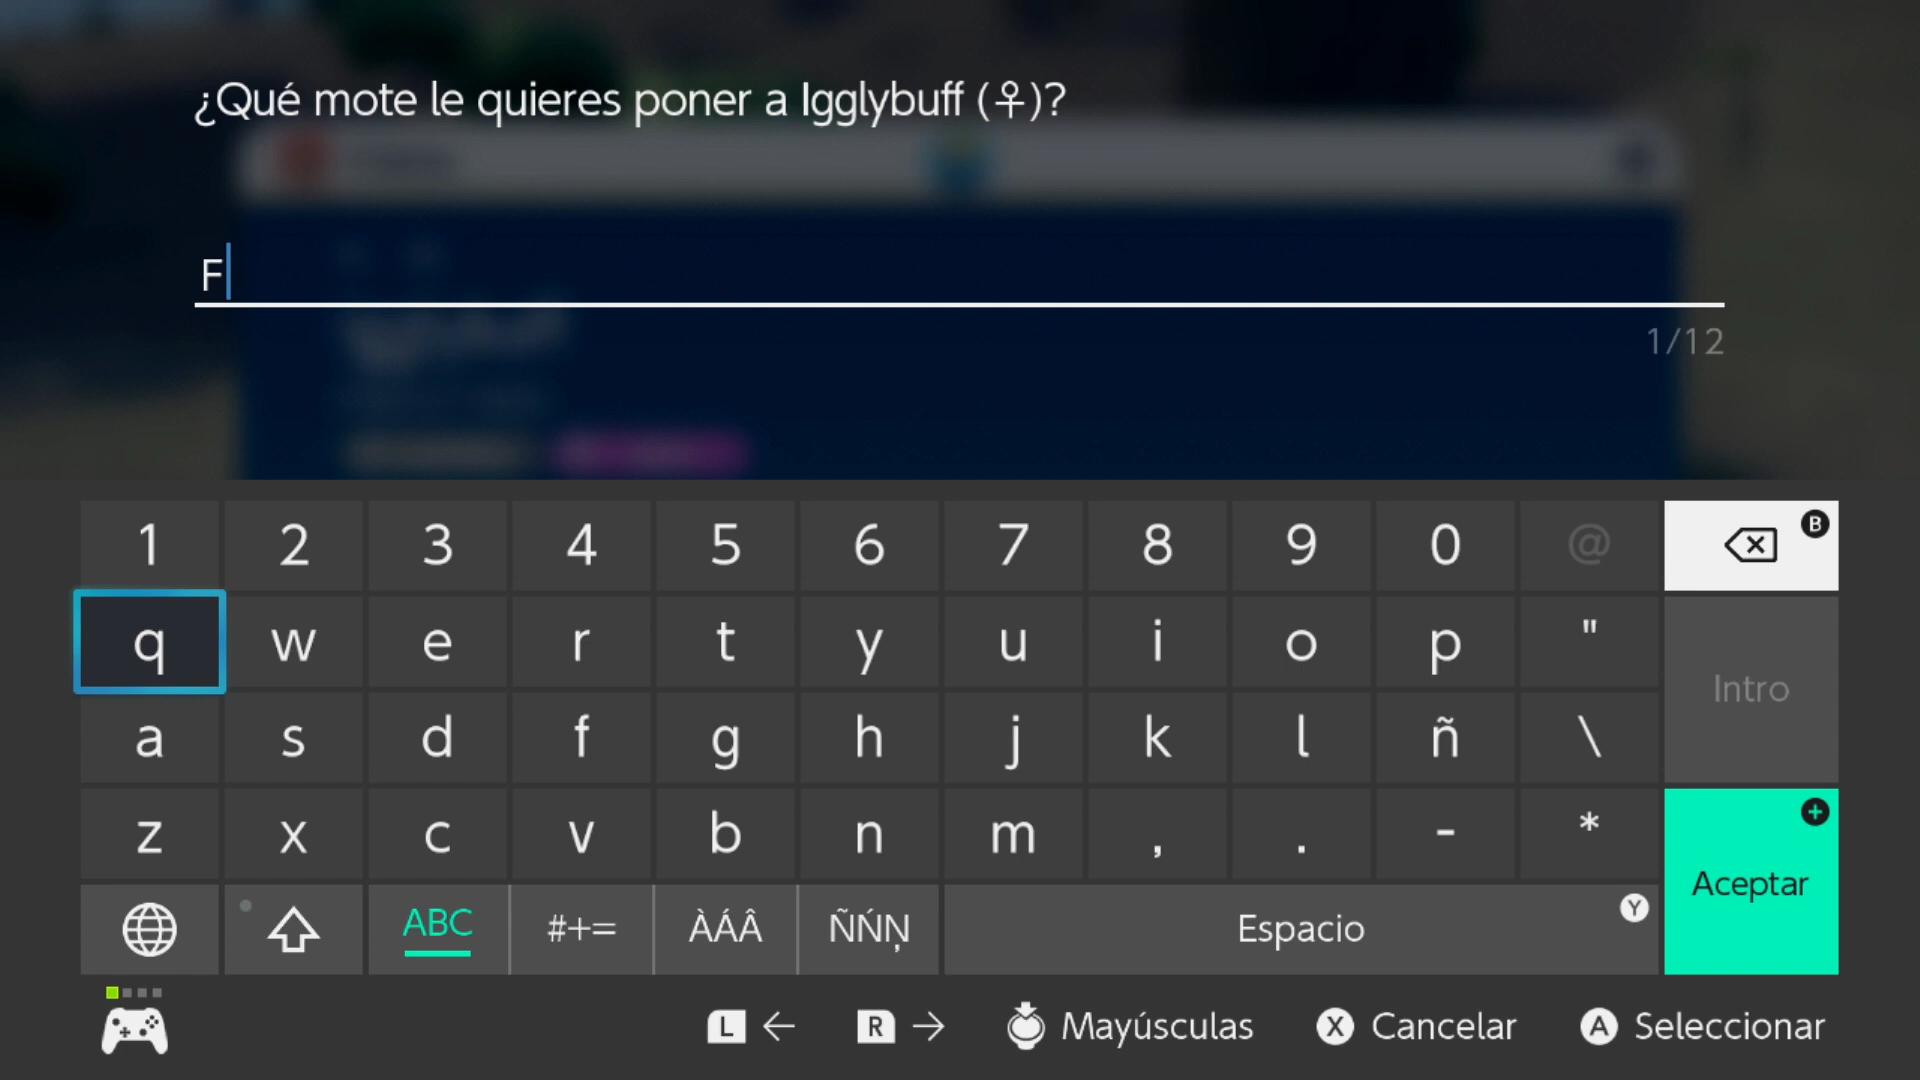 ¿Qué mote le quieres poner a Igglybuff (♀)?
F
1/12
1 2 3 4 5 6 7 8 9 0 @ B
q w e r t y u i o p "
Intro
a s d f g h j k l ñ \
z x c v b n m , . - * +
Aceptar
ABC #+= ÀÁÂ ÑŃŅ Espacio Y
L ← R → Mayúsculas X Cancelar A Seleccionar